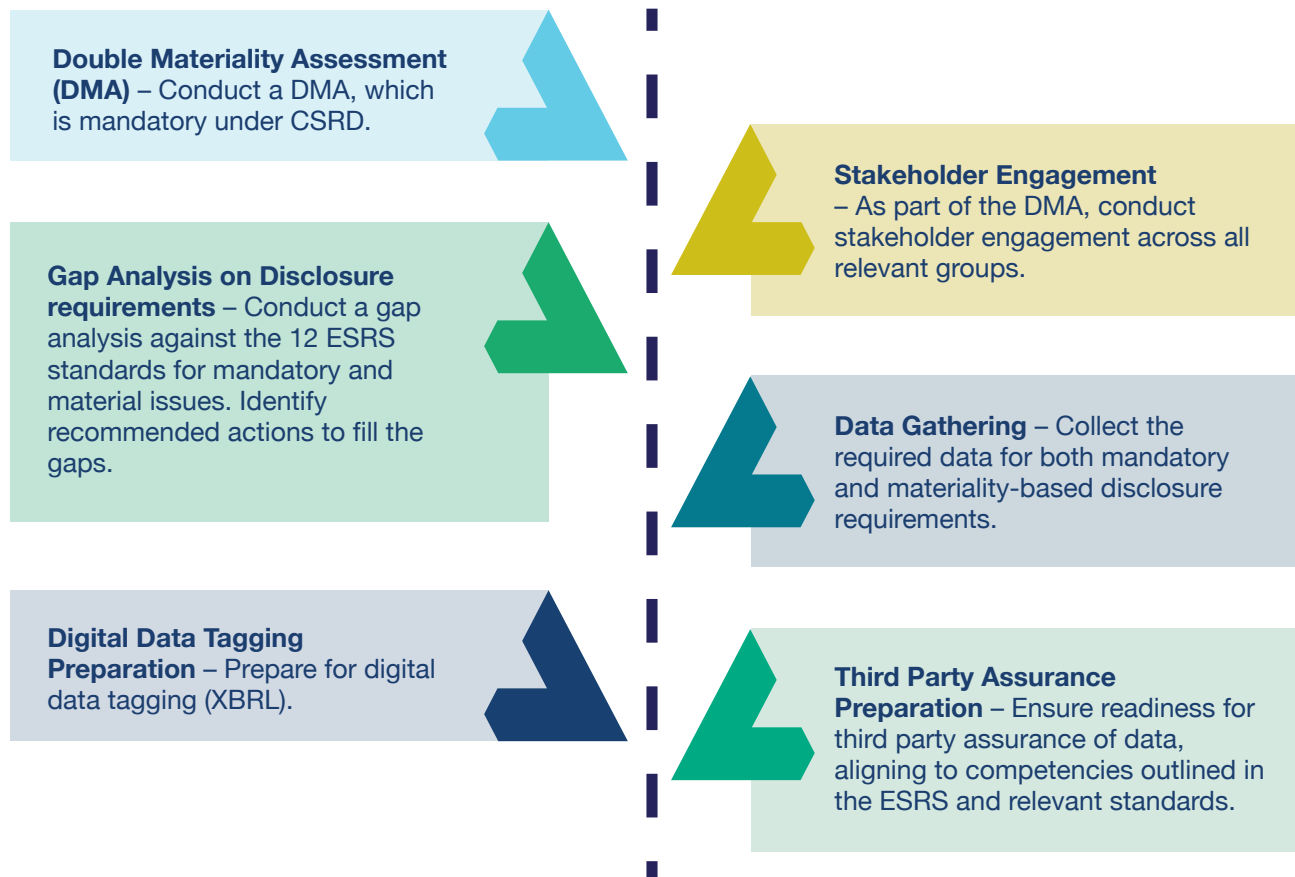 Double Materiality Assessment
(DMA) – Conduct a DMA, which
is mandatory under CSRD.
Stakeholder Engagement
– As part of the DMA, conduct
stakeholder engagement across all
relevant groups.
Gap Analysis on Disclosure
requirements – Conduct a gap
analysis against the 12 ESRS
standards for mandatory and
material issues. Identify
recommended actions to fill the
gaps.
Data Gathering – Collect the
required data for both mandatory
and materiality-based disclosure
requirements.
Digital Data Tagging
Preparation – Prepare for digital
data tagging (XBRL).
Third Party Assurance
Preparation – Ensure readiness for
third party assurance of data,
aligning to competencies outlined in
the ESRS and relevant standards.